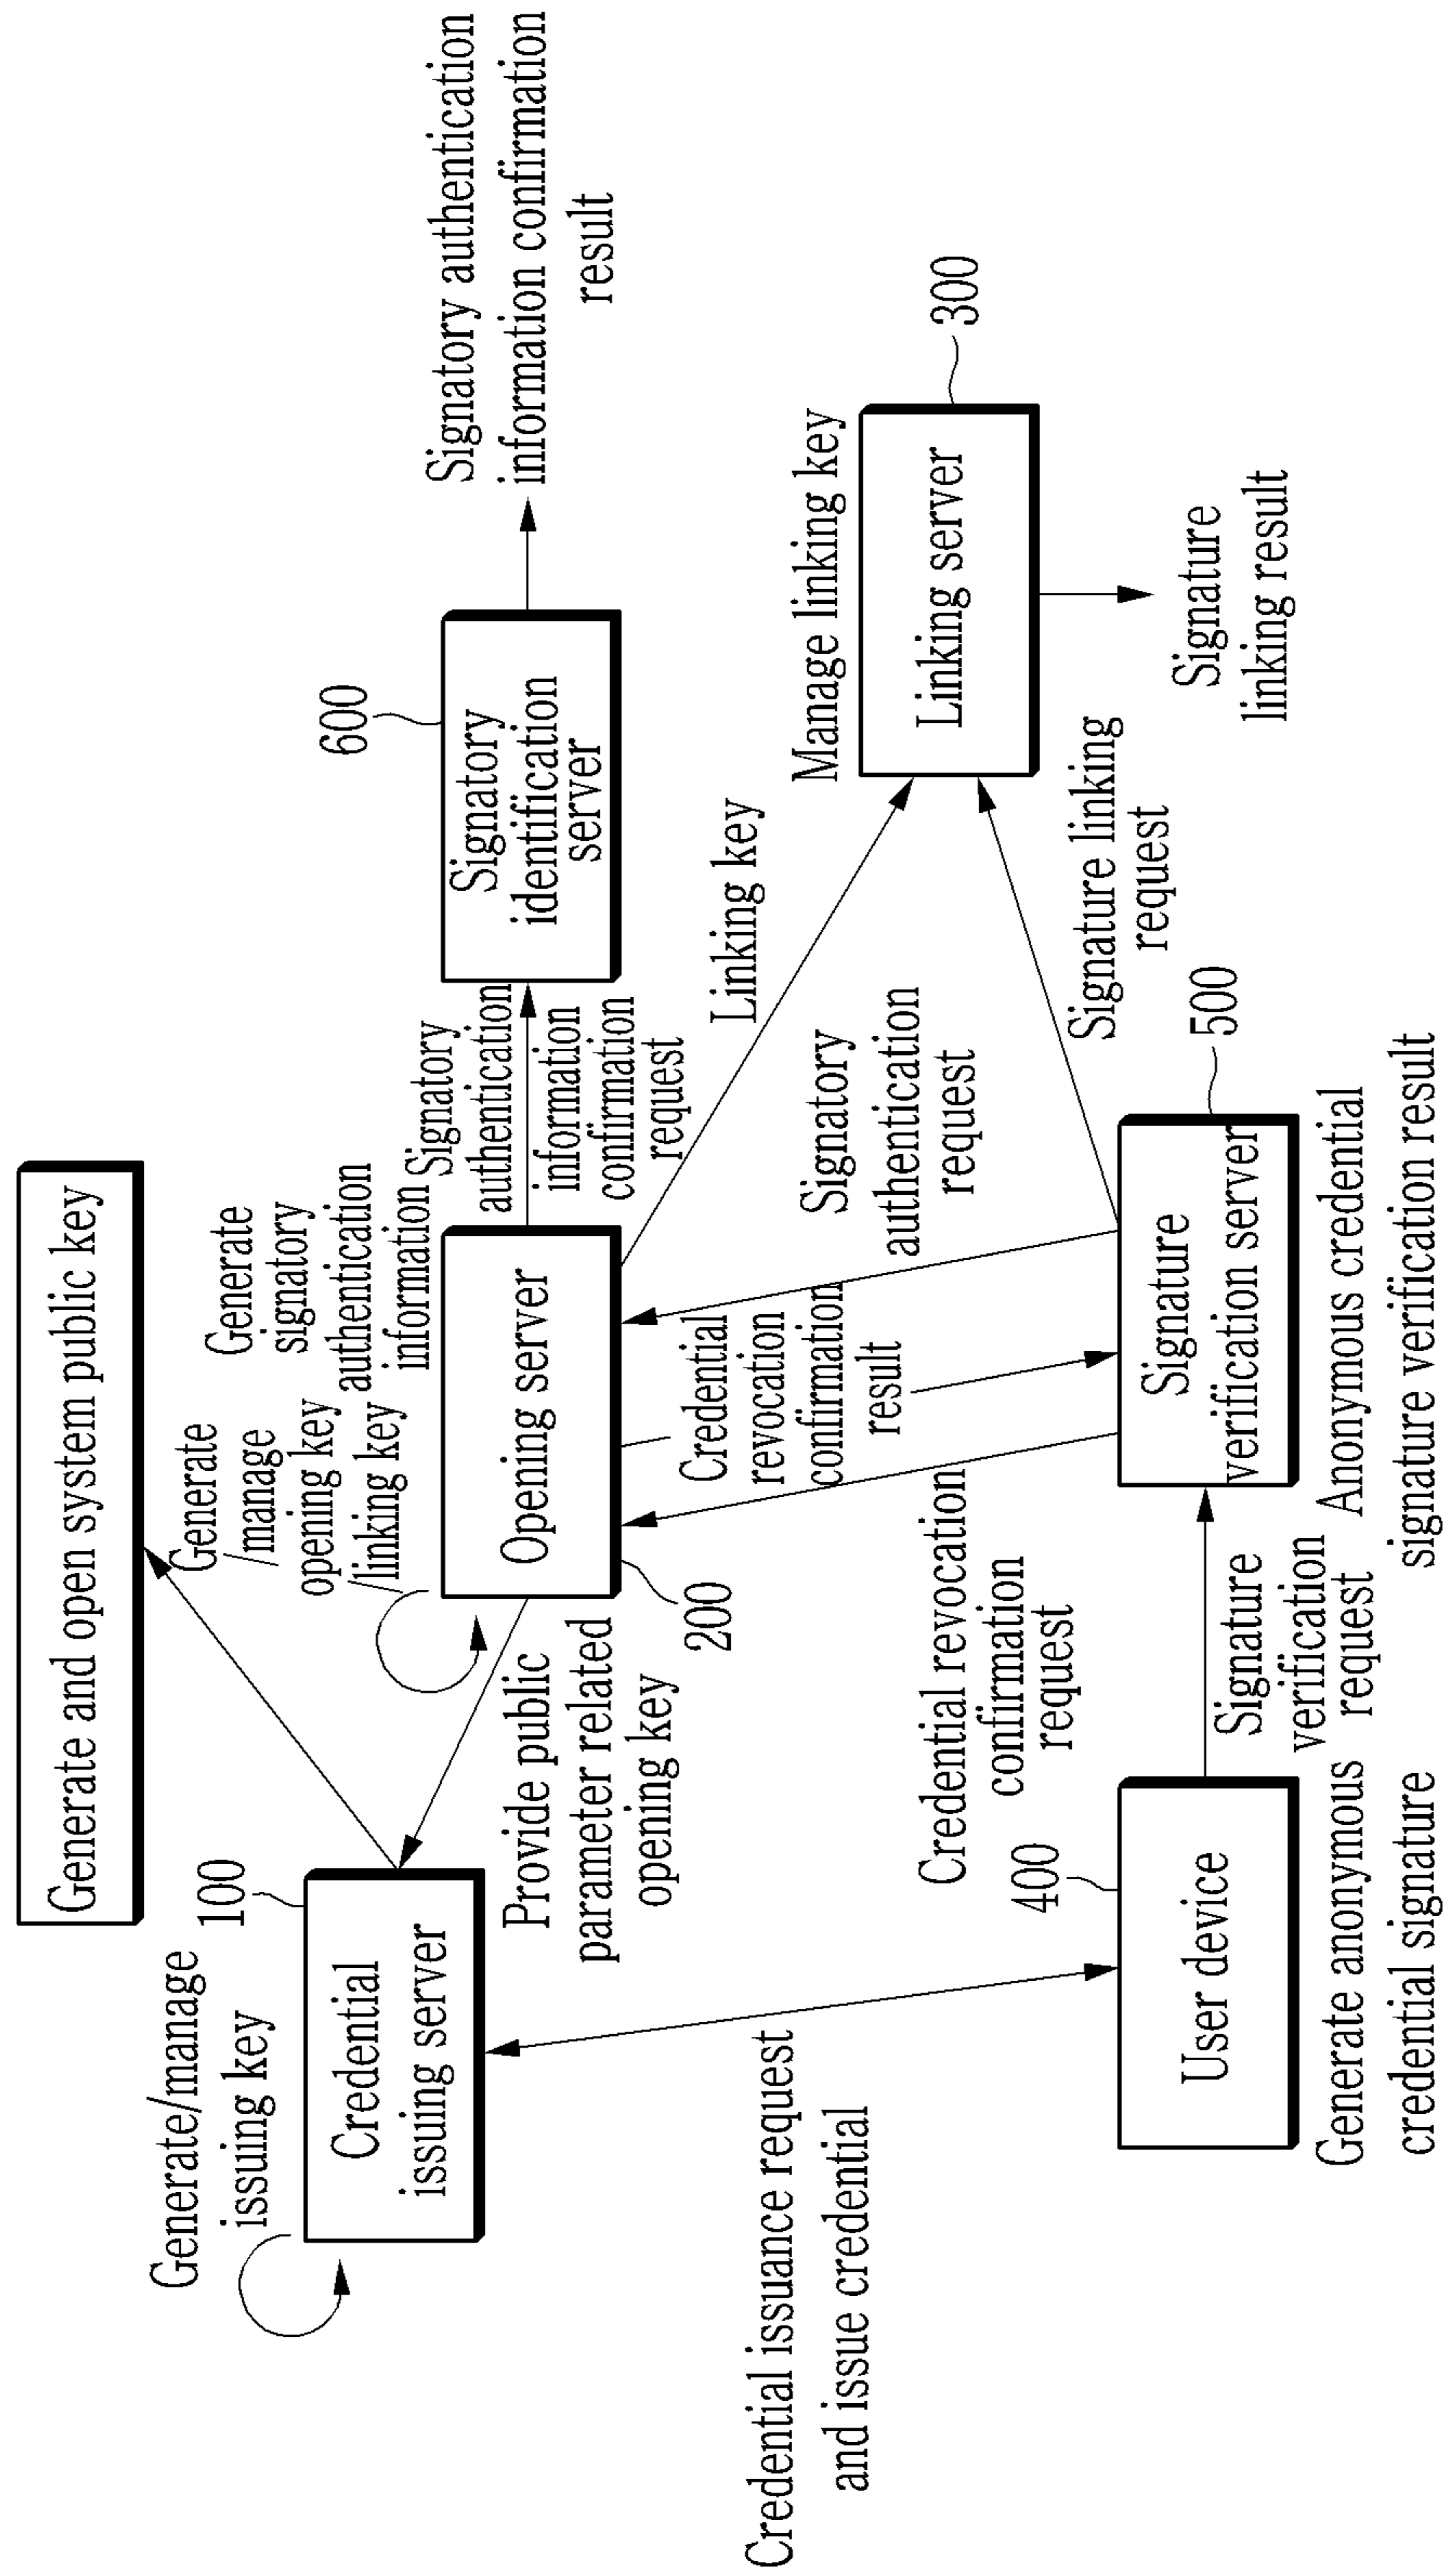 Generate and open system public key
Generate/manage
issuing key
100
Credential
issuing server
Generate
manage
opening key
linking key
Generate
signatory
authentication
information
Opening server
200
Provide public
parameter related
opening key
Signatory
authentication
information
confirmation
request
600
Signatory
identification
server
Signatory authentication
information confirmation
result
Linking key
Manage linking key
Linking server
300
Signature
linking result
Credential issuance request
and issue credential
Credential revocation
confirmation
request
Credential
revocation
confirmation
result
Signatory
authentication
request
Signature linking
request
400
User device
Generate anonymous
credential signature
Signature
verification
request
500
Signature
verification server
Anonymous credential
signature verification result